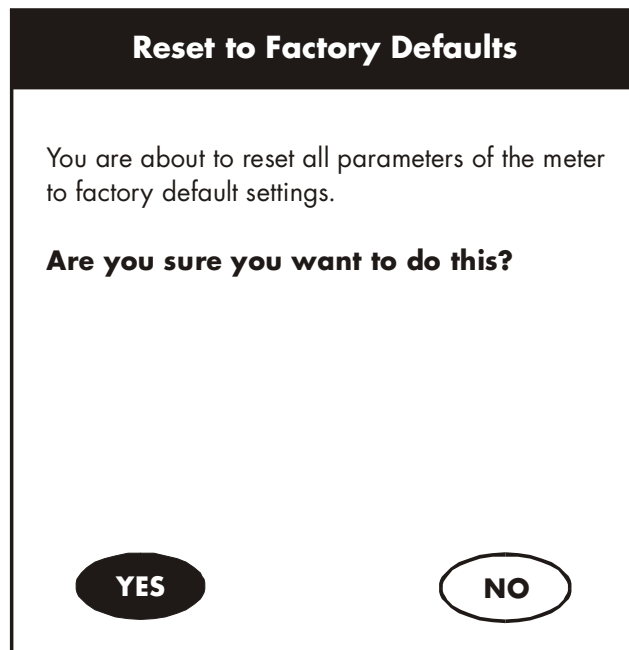 Reset to Factory Defaults
You are about to reset all parameters of the meter
to factory default settings.
Are you sure you want to do this?
YES
NO